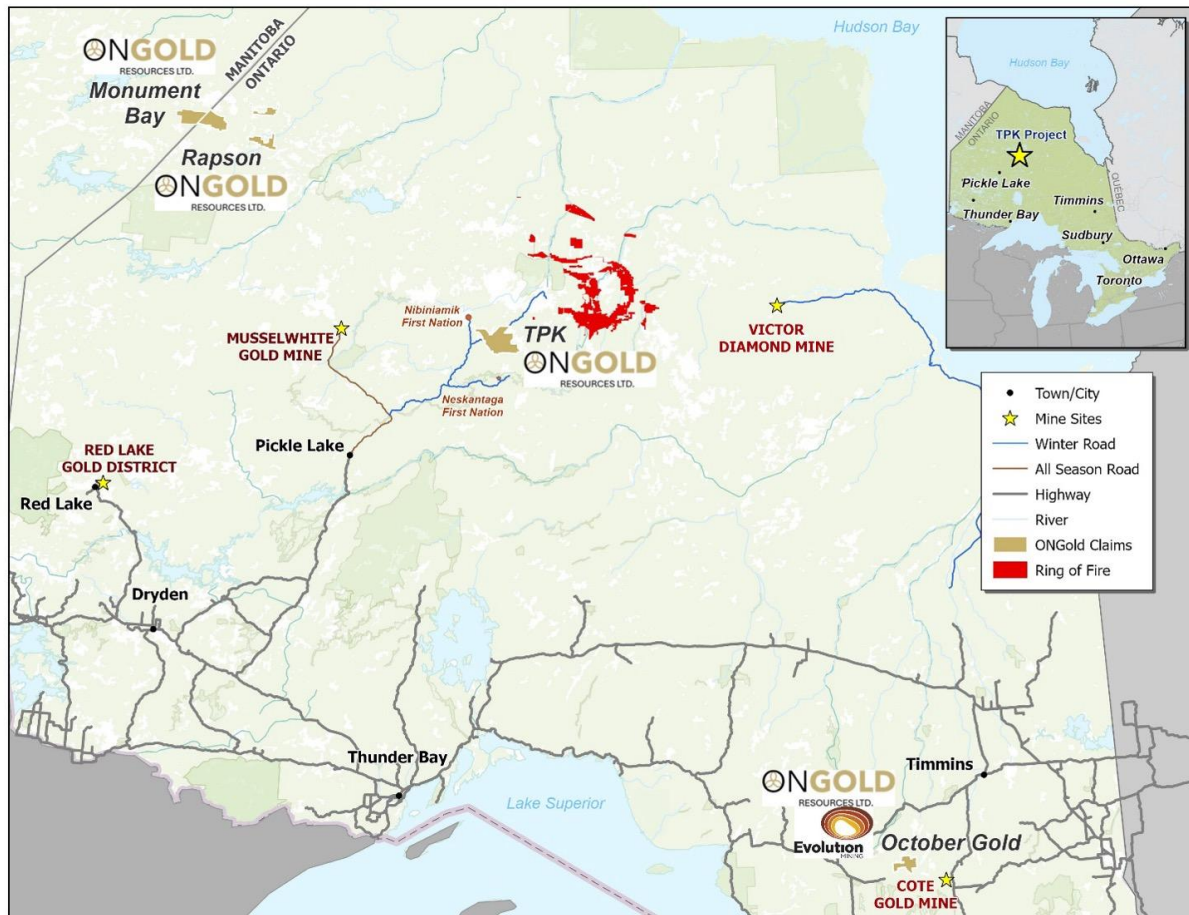 ONGOLD
RESOURCES LTD.
Monument
Bay
MANITOBA
ONTARIO
Rapson
ONGOLD
RESOURCES LTD.
Hudson Bay
Nibiniamik
First Nation
MUSSELWHITE
GOLD MINE
TPK
ONGOLD
RESOURCES LTD.
Neskantaga
First Nation
VICTOR
DIAMOND MINE
Pickle Lake
RED LAKE
GOLD DISTRICT
Red Lake
Dryden
Thunder Bay
Lake Superior
Timmins
ONGOLD
RESOURCES LTD.
Evolution
MINING
October Gold
COTE
GOLD MINE
Hudson Bay
MANITOBA
ONTARIO
TPK Project
QUÉBEC
Pickle Lake
Timmins
Thunder Bay
Sudbury
Ottawa
Toronto
Town/City
Mine Sites
Winter Road
All Season Road
Highway
River
ONGold Claims
Ring of Fire